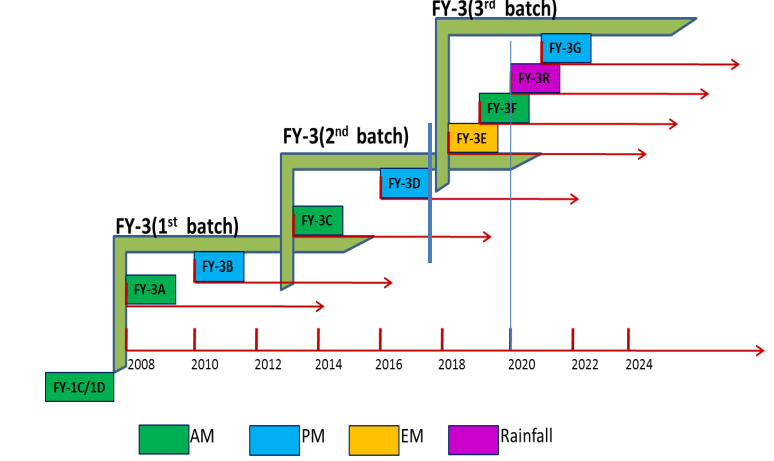 FY-3(3rd batch)
FY-3G
FY-3R
FY-3F
FY-3E
FY-3(2nd batch)
FY-3D
FY-3C
FY-3(1st batch)
FY-3B
FY-3A
2008 2010 2012 2014 2016 2018 2020 2022 2024
FY-1C/1D
AM PM EM Rainfall